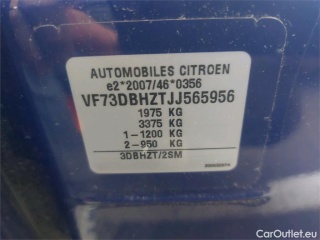 AUTOMOBILES CITROEN
e2*2007/46*0356
VF73DBHZTJJ565956
1975 KG
3375 KG
1-1200 KG
2-950 KG
3DBHZT/2SM
CarOutlet.eu